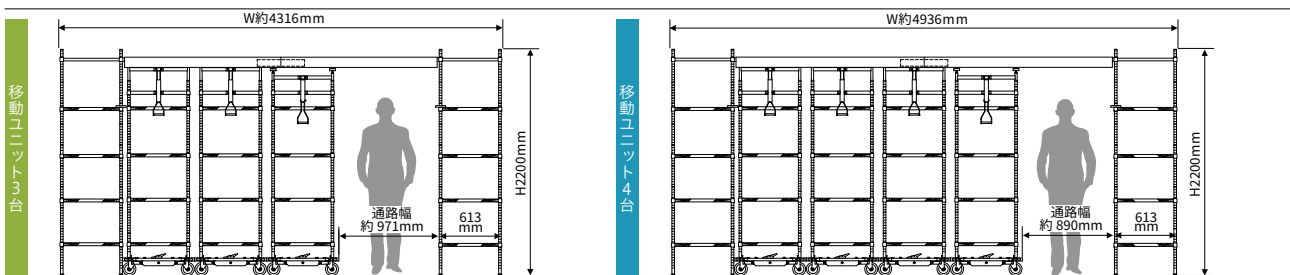 移動ユニット3台
W約4316mm
H2200mm
通路幅
約 971mm
613
mm
移動ユニット4台
W約4936mm
H2200mm
通路幅
約 890mm
613
mm